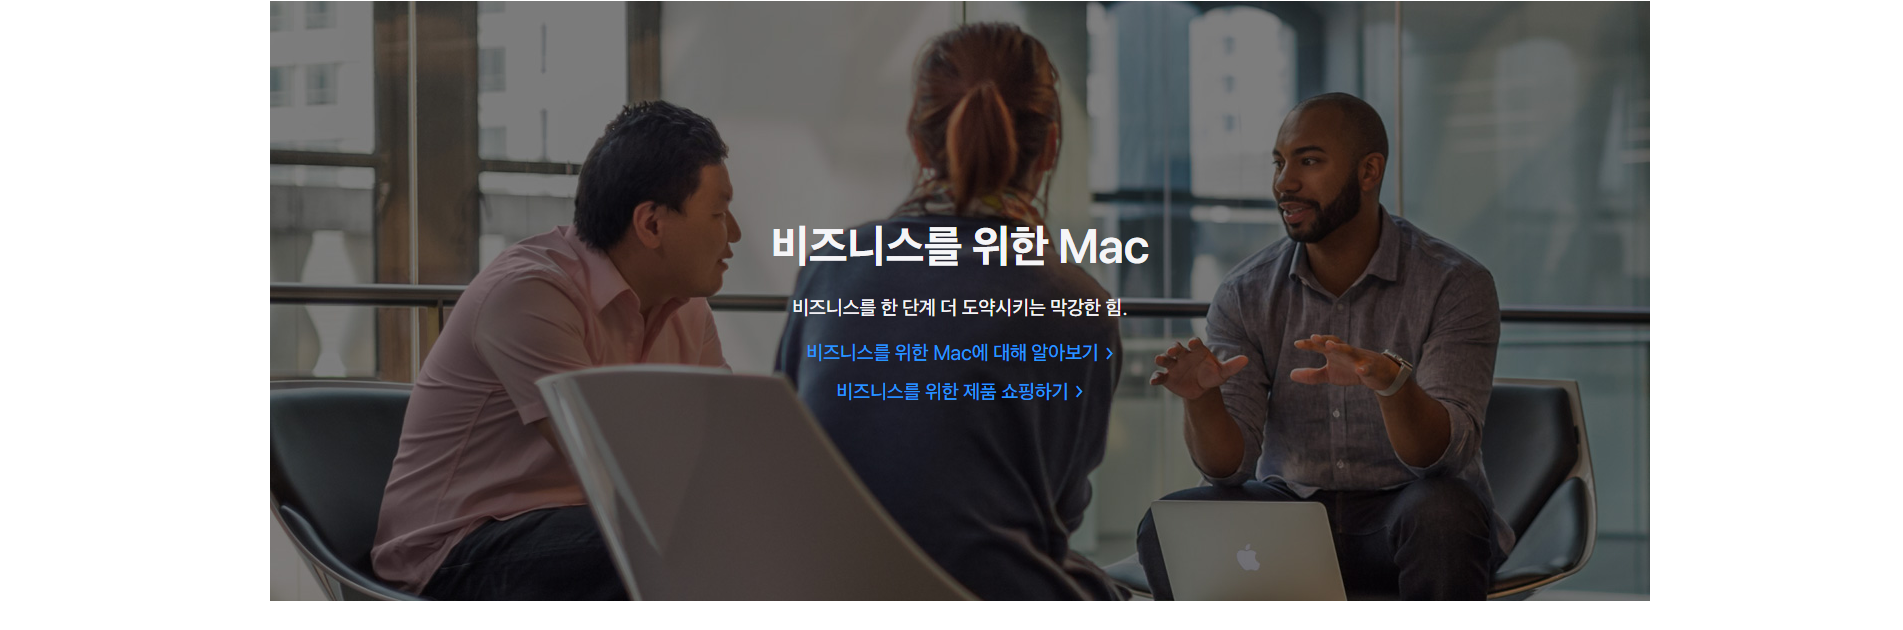 비즈니스를 위한 Mac
비즈니스를 한 단계 더 도약시키는 막강한 힘.
비즈니스를 위한 Mac에 대해 알아보기 >
비즈니스를 위한 제품 쇼핑하기 >